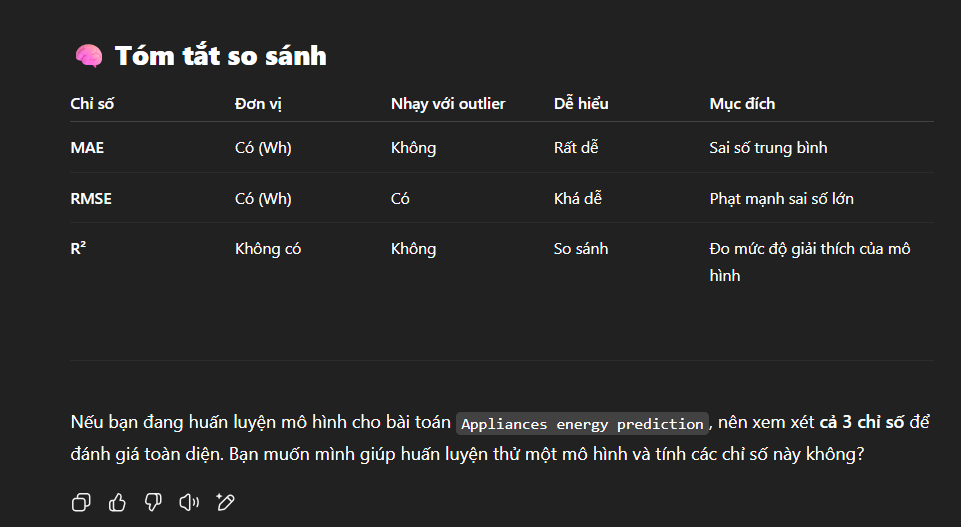 Tóm tắt so sánh
Chỉ số Đơn vị Nhạy với outlier Dễ hiểu Mục đích
MAE Có (Wh) Không Rất dễ Sai số trung bình
RMSE Có (Wh) Có Khá dễ Phạt mạnh sai số lớn
R² Không có Không So sánh Đo mức độ giải thích của mô
hình
Nếu bạn đang huấn luyện mô hình cho bài toán Appliances energy prediction, nên xem xét cả 3 chỉ số để
đánh giá toàn diện. Bạn muốn mình giúp huấn luyện thử một mô hình và tính các chỉ số này không?